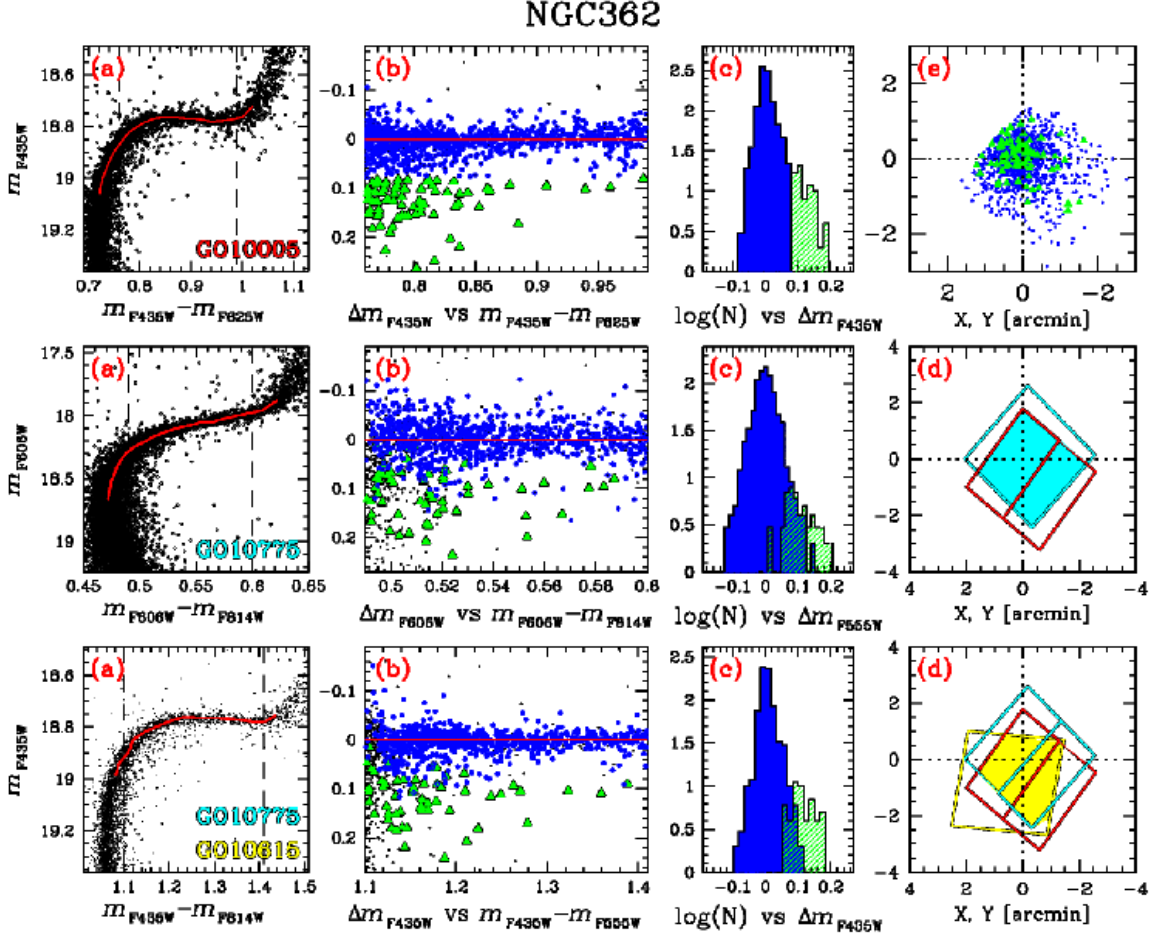 NGC362
(a) (b) (c) (e)
18.6 18.8 19 19.2
m F435W
GO10005
0.7 0.8 0.9 1 1.1
m F435W−m F625W
−0.1 0 0.1 0.2
0.8 0.85 0.9 0.95
Δm F435W vs m F435W−m F625W
2.5 2 1.5 1 0.5 0
−0.1 0 0.1 0.2
log(N) vs Δm F435W
2 0 −2
2 0 −2
X, Y [arcmin]
(a) (b) (c) (d)
17.5 18 18.5 19
m F606W
GO10775
0.45 0.5 0.55 0.6 0.65
m F606W−m F814W
−0.1 0 0.1 0.2
0.5 0.52 0.54 0.56 0.58 0.6
Δm F606W vs m F606W−m F814W
2 1.5 1 0.5 0
−0.1 0 0.1 0.2
log(N) vs Δm F555W
4 2 0 −2 −4
4 2 0 −2 −4
X, Y [arcmin]
(a) (b) (c) (d)
18.6 18.8 19 19.2
m F435W
GO10775
GO10615
1.1 1.2 1.3 1.4 1.5
m F435W−m F814W
−0.1 0 0.1 0.2
1.1 1.2 1.3 1.4
Δm F435W vs m F435W−m F555W
2.5 2 1.5 1 0.5 0
−0.1 0 0.1 0.2
log(N) vs Δm F435W
4 2 0 −2 −4
4 2 0 −2 −4
X, Y [arcmin]